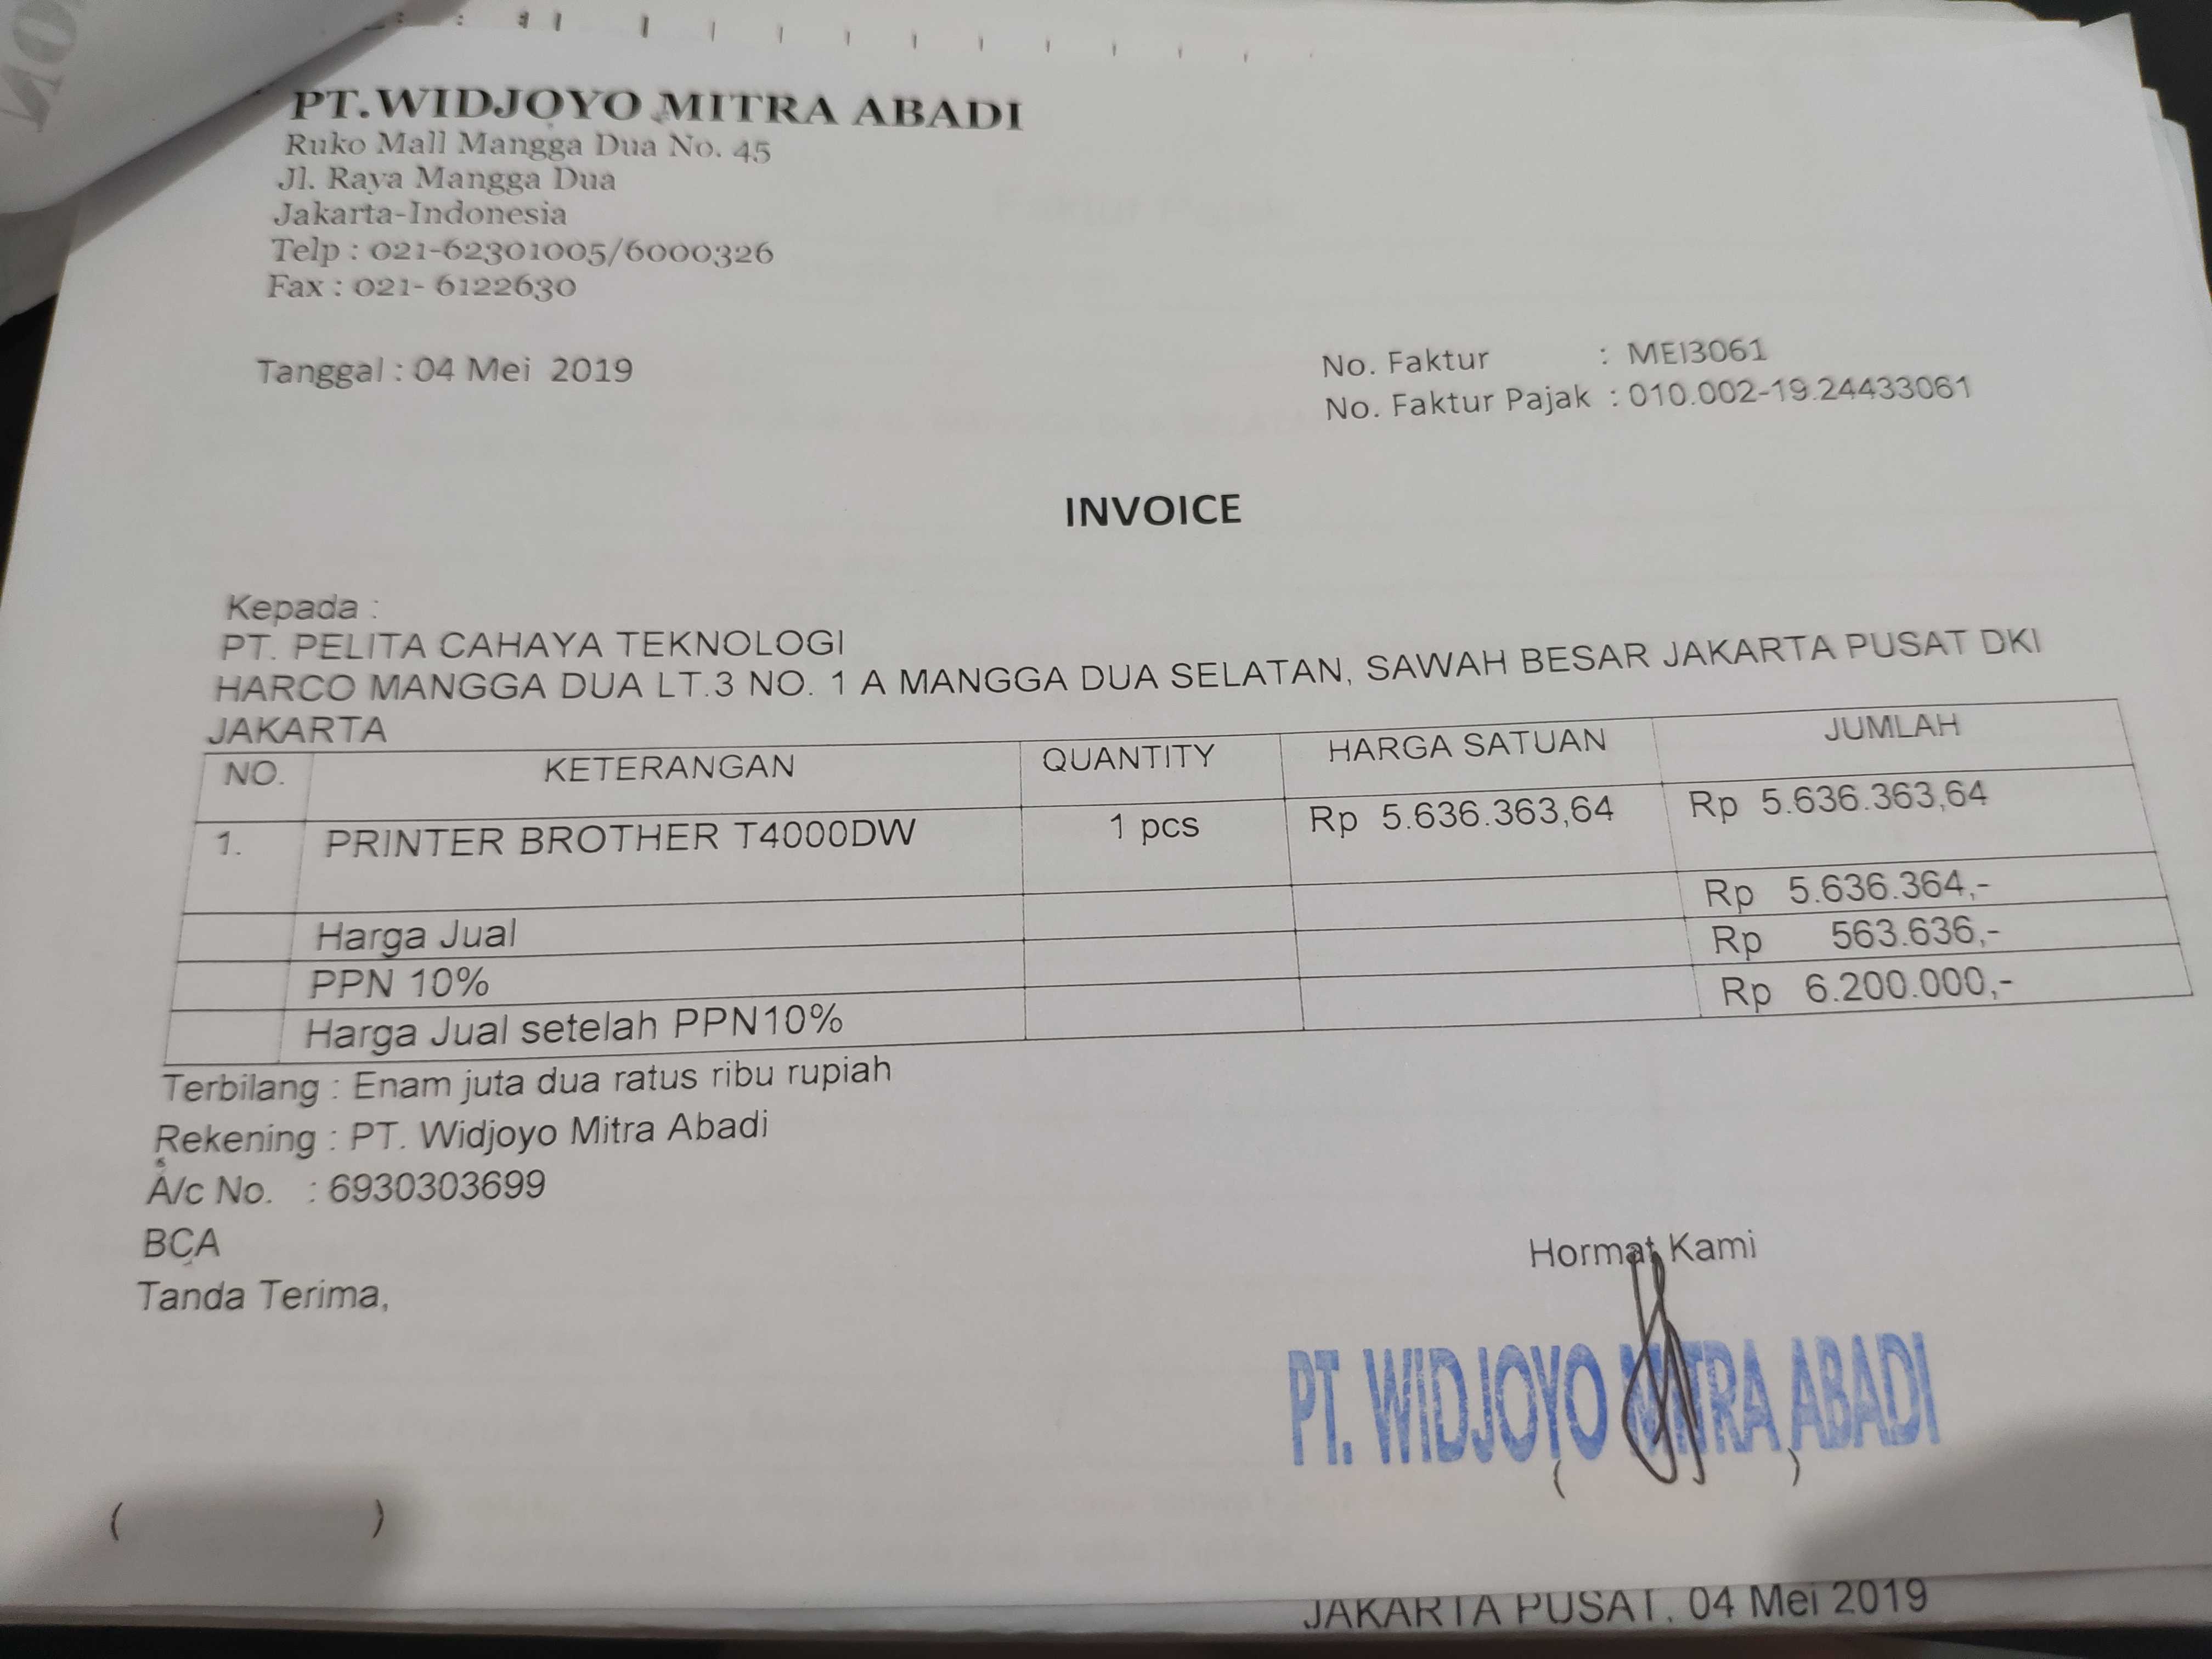 PT.WIDJOYO MITRA ABADI
Ruko Mall Mangga Dua No. 45
Jl. Raya Mangga Dua
Jakarta-Indonesia
Telp : 021-62301005/6000326
Fax : 021- 6122630
Tanggal : 04 Mei 2019
No. Faktur : MEI3061
No. Faktur Pajak : 010.002-19.24433061
INVOICE
Kepada :
PT. PELITA CAHAYA TEKNOLOGI
HARCO MANGGA DUA LT.3 NO. 1 A MANGGA DUA SELATAN, SAWAH BESAR JAKARTA PUSAT DKI
JAKARTA
NO. KETERANGAN QUANTITY HARGA SATUAN JUMLAH
1. PRINTER BROTHER T4000DW 1 pcs Rp 5.636.363,64 Rp 5.636.363,64
Harga Jual Rp 5.636.364,-
PPN 10% Rp 563.636,-
Harga Jual setelah PPN10% Rp 6.200.000,-
Terbilang : Enam juta dua ratus ribu rupiah
Rekening : PT. Widjoyo Mitra Abadi
A/c No. : 6930303699
BCA
Tanda Terima,
Hormat Kami
PT. WIDJOYO MITRA ABADI
( )
( )
JAKARTA PUSAT, 04 Mei 2019